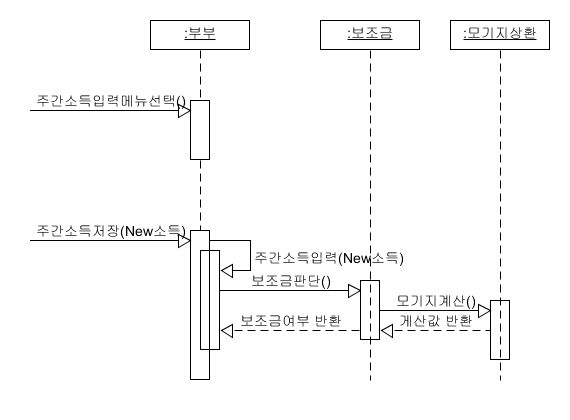 :부부
:보조금
:모기지상환
주간소득입력메뉴선택()
주간소득저장(New소득)
주간소득입력(New소득)
보조금판단()
모기지계산()
보조금여부 반환
계산값 반환